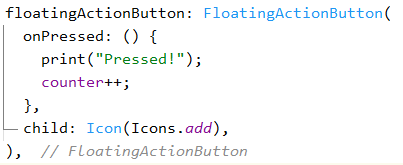 floatingActionButton: FloatingActionButton(
  onPressed: () {
    print("Pressed!");
    counter++;
  },
  child: Icon(Icons.add),
),  // FloatingActionButton